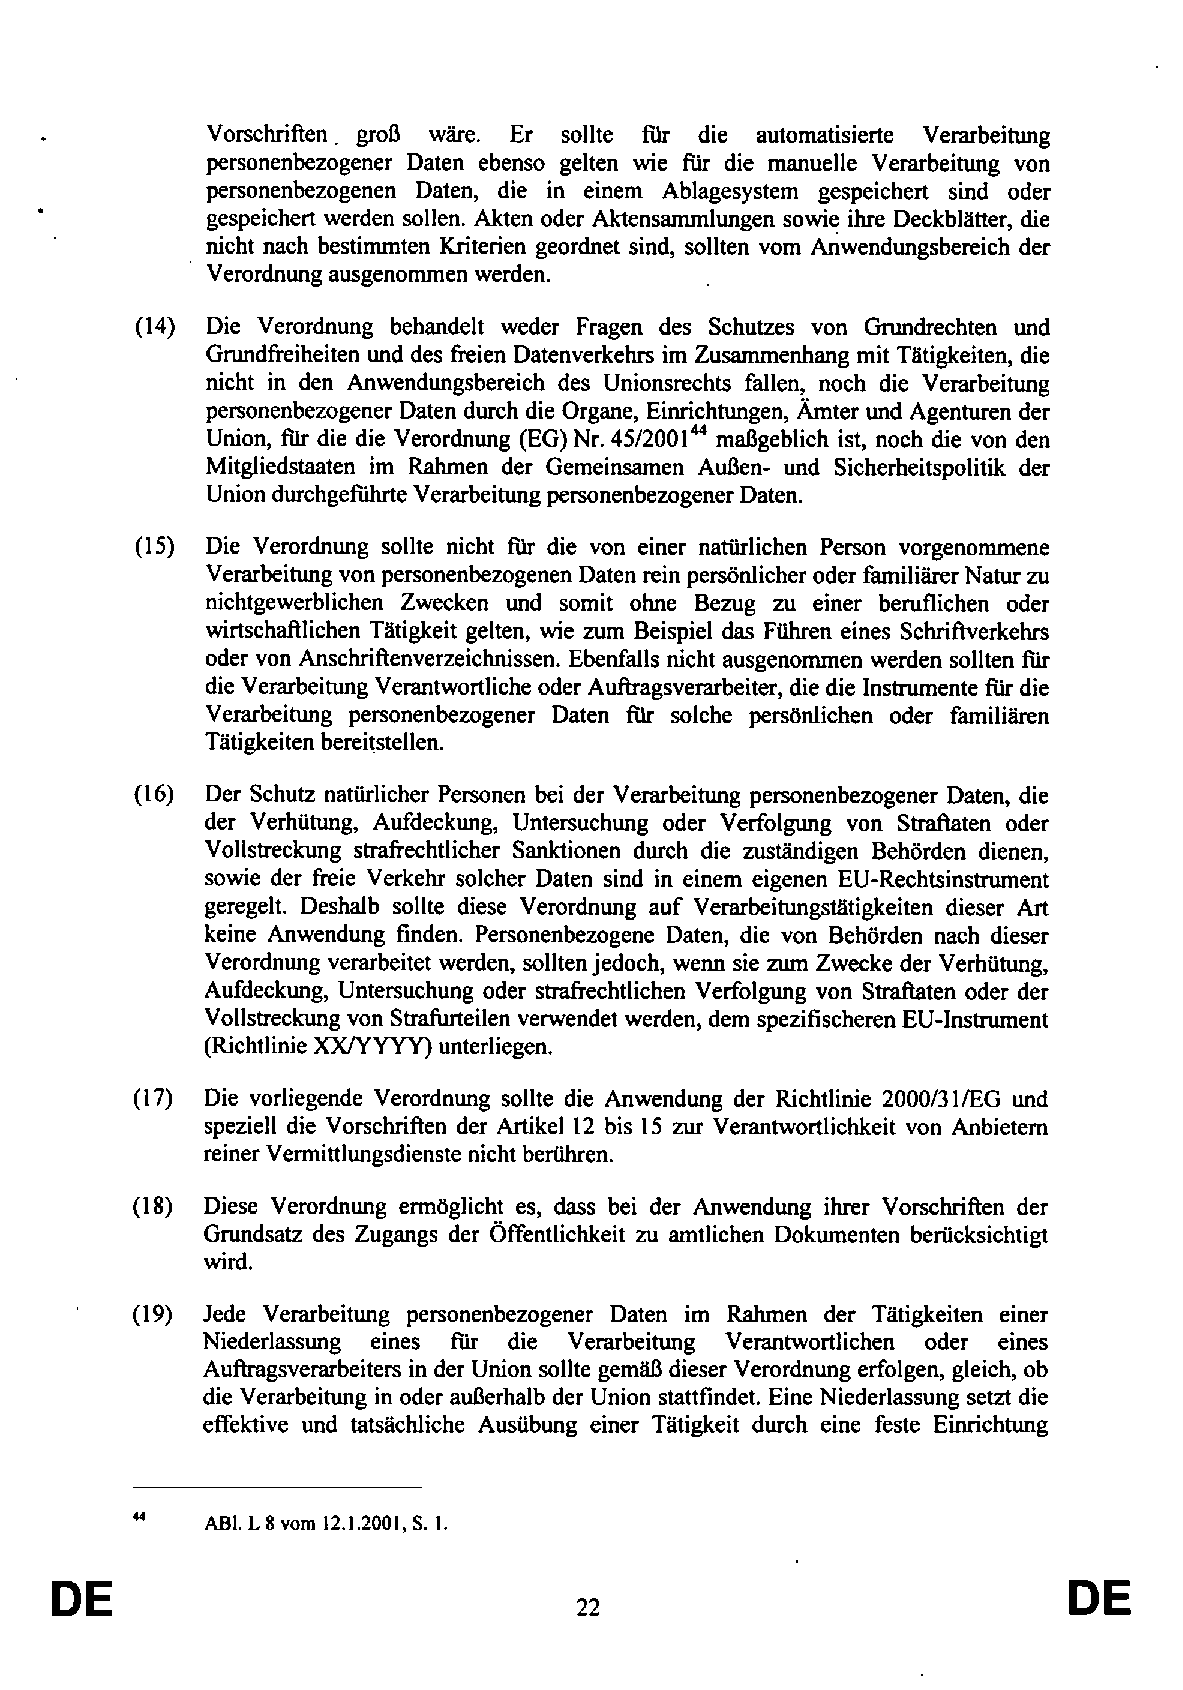 Vorschriften groß wäre. Er sollte für die automatisierte Verarbeitung
personenbezogener Daten ebenso gelten wie für die manuelle Verarbeitung von
personenbezogenen Daten, die in einem Ablagesystem gespeichert sind oder
gespeichert werden sollen. Akten oder Aktensammlungen sowie ihre Deckblätter, die
nicht nach bestimmten Kriterien geordnet sind, sollten vom Anwendungsbereich der
Verordnung ausgenommen werden.
(14) Die Verordnung behandelt weder Fragen des Schutzes von Grundrechten und
Grundfreiheiten und des freien Datenverkehrs im Zusammenhang mit Tätigkeiten, die
nicht in den Anwendungsbereich des Unionsrechts fallen, noch die Verarbeitung
personenbezogener Daten durch die Organe, Einrichtungen, Ämter und Agenturen der
Union, für die die Verordnung (EG) Nr. 45/2001⁴⁴ maßgeblich ist, noch die von den
Mitgliedstaaten im Rahmen der Gemeinsamen Außen- und Sicherheitspolitik der
Union durchgeführte Verarbeitung personenbezogener Daten.
(15) Die Verordnung sollte nicht für die von einer natürlichen Person vorgenommene
Verarbeitung von personenbezogenen Daten rein persönlicher oder familiärer Natur zu
nichtgewerblichen Zwecken und somit ohne Bezug zu einer beruflichen oder
wirtschaftlichen Tätigkeit gelten, wie zum Beispiel das Führen eines Schriftverkehrs
oder von Anschriftenverzeichnissen. Ebenfalls nicht ausgenommen werden sollten für
die Verarbeitung Verantwortliche oder Auftragsverarbeiter, die die Instrumente für die
Verarbeitung personenbezogener Daten für solche persönlichen oder familiären
Tätigkeiten bereitstellen.
(16) Der Schutz natürlicher Personen bei der Verarbeitung personenbezogener Daten, die
der Verhütung, Aufdeckung, Untersuchung oder Verfolgung von Straftaten oder
Vollstreckung strafrechtlicher Sanktionen durch die zuständigen Behörden dienen,
sowie der freie Verkehr solcher Daten sind in einem eigenen EU-Rechtsinstrument
geregelt. Deshalb sollte diese Verordnung auf Verarbeitungstätigkeiten dieser Art
keine Anwendung finden. Personenbezogene Daten, die von Behörden nach dieser
Verordnung verarbeitet werden, sollten jedoch, wenn sie zum Zwecke der Verhütung,
Aufdeckung, Untersuchung oder strafrechtlichen Verfolgung von Straftaten oder der
Vollstreckung von Strafurteilen verwendet werden, dem spezifischeren EU-Instrument
(Richtlinie XX/YYYY) unterliegen.
(17) Die vorliegende Verordnung sollte die Anwendung der Richtlinie 2000/31/EG und
speziell die Vorschriften der Artikel 12 bis 15 zur Verantwortlichkeit von Anbietern
reiner Vermittlungsdienste nicht berühren.
(18) Diese Verordnung ermöglicht es, dass bei der Anwendung ihrer Vorschriften der
Grundsatz des Zugangs der Öffentlichkeit zu amtlichen Dokumenten berücksichtigt
wird.
(19) Jede Verarbeitung personenbezogener Daten im Rahmen der Tätigkeiten einer
Niederlassung eines für die Verarbeitung Verantwortlichen oder eines
Auftragsverarbeiters in der Union sollte gemäß dieser Verordnung erfolgen, gleich, ob
die Verarbeitung in oder außerhalb der Union stattfindet. Eine Niederlassung setzt die
effektive und tatsächliche Ausübung einer Tätigkeit durch eine feste Einrichtung
⁴⁴ ABl. L 8 vom 12.1.2001, S. 1.
DE 22 DE